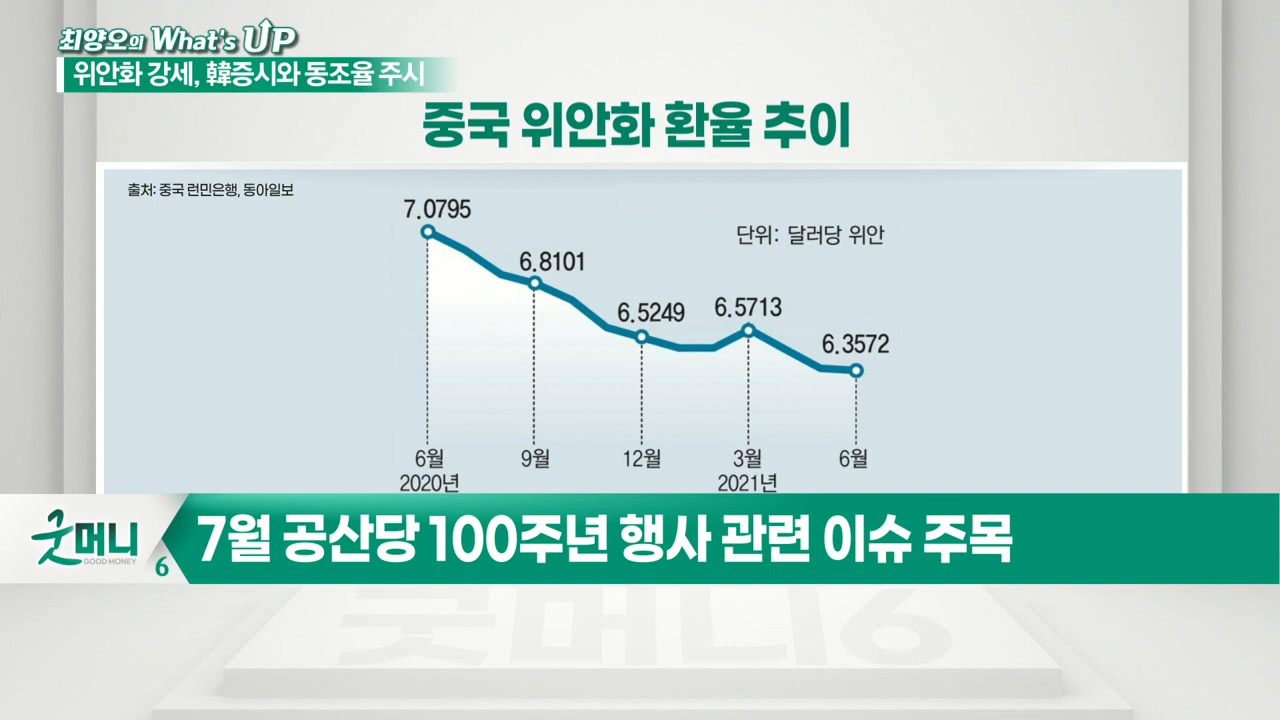 최양오의 What's UP
위안화 강세, 韓증시와 동조율 주시
중국 위안화 환율 추이
출처: 중국 런민은행, 동아일보
단위: 달러당 위안
7.0795
6.8101
6.5249
6.5713
6.3572
6월 9월 12월 3월 6월
2020년 2021년
굿머니
GOOD MONEY
6
7월 공산당 100주년 행사 관련 이슈 주목
굿머니6